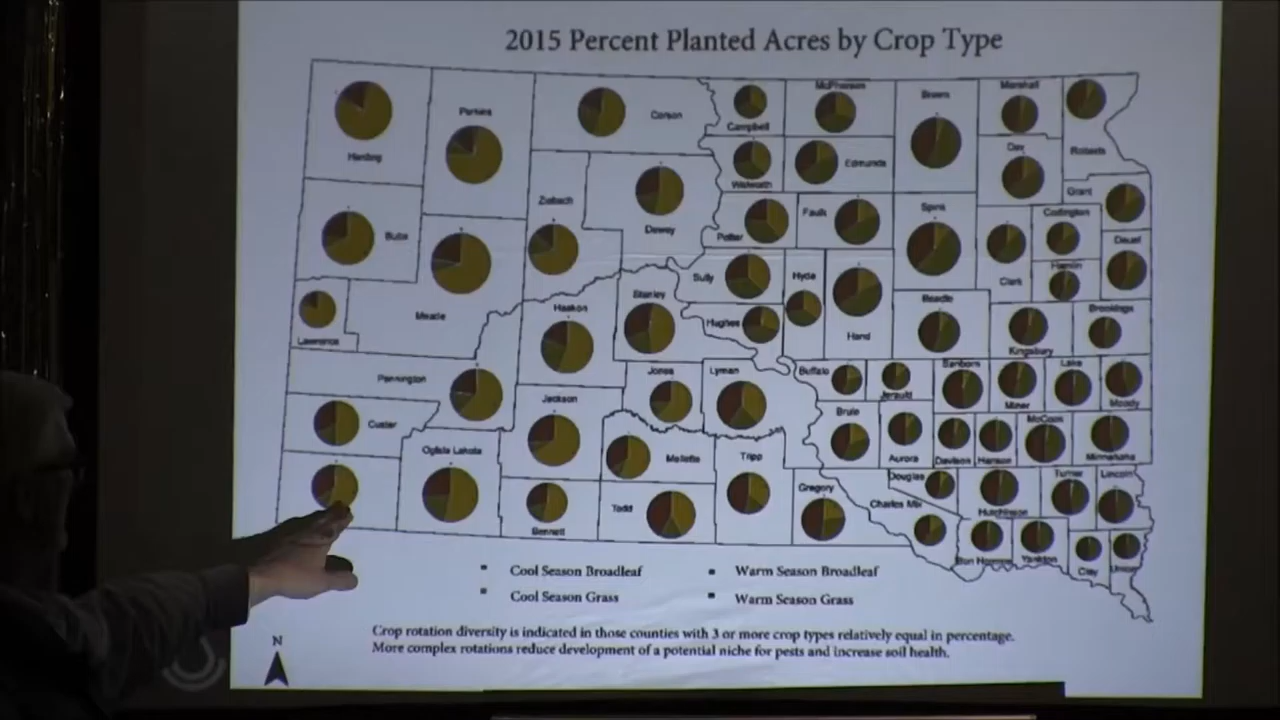 2015 Percent Planted Acres by Crop Type
McPherson
Marshall
Brown
Perkins
Corson
Campbell
Day
Roberts
Harding
Edmunds
Walworth
Grant
Ziebach
Faulk
Spink
Codington
Butte
Dewey
Potter
Deuel
Hamlin
Sully
Hyde
Clark
Stanley
Beadle
Haakon
Brookings
Meade
Hughes
Hand
Lawrence
Kingsbury
Sanborn
Lake
Jones
Lyman
Buffalo
Pennington
Jerauld
Jackson
Miner
Moody
Brule
McCook
Custer
Oglala Lakota
Mellette
Tripp
Aurora
Davison
Hanson
Minnehaha
Douglas
Turner
Lincoln
Gregory
Charles Mix
Todd
Hutchinson
Bennett
Bon Homme
Yankton
Clay
Union
Cool Season Broadleaf
Warm Season Broadleaf
Cool Season Grass
Warm Season Grass
Crop rotation diversity is indicated in those counties with 3 or more crop types relatively equal in percentage.
More complex rotations reduce development of a potential niche for pests and increase soil health.
N